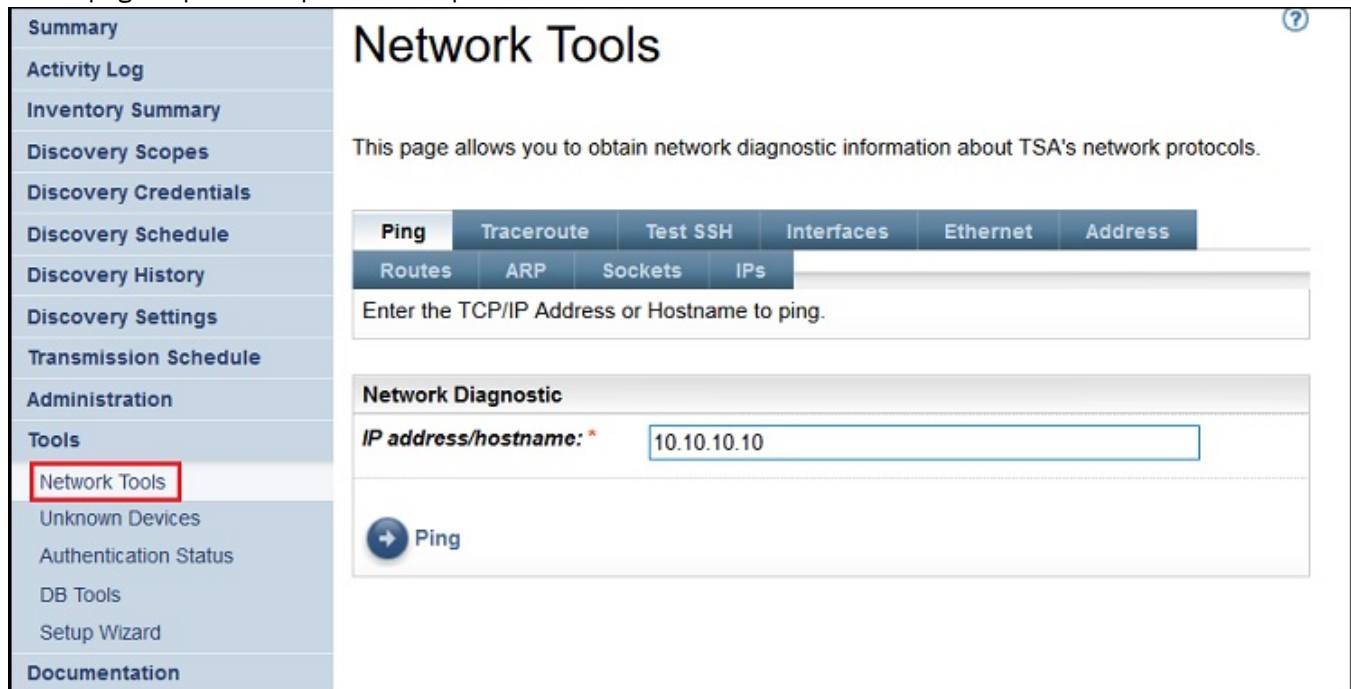 Summary
Activity Log
Inventory Summary
Discovery Scopes
Discovery Credentials
Discovery Schedule
Discovery History
Discovery Settings
Transmission Schedule
Administration
Tools
Network Tools
Unknown Devices
Authentication Status
DB Tools
Setup Wizard
Documentation
Network Tools
?
This page allows you to obtain network diagnostic information about TSA's network protocols.
Ping Traceroute Test SSH Interfaces Ethernet Address
Routes ARP Sockets IPs
Enter the TCP/IP Address or Hostname to ping.
Network Diagnostic
IP address/hostname: * 10.10.10.10
Ping